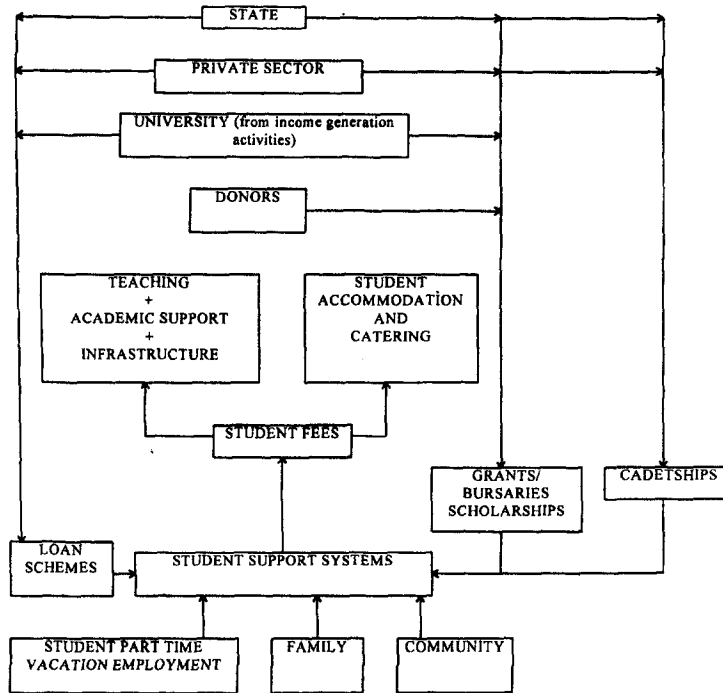 STATE
PRIVATE SECTOR
UNIVERSITY (from income generation
activities)
DONORS
TEACHING
+
ACADEMIC SUPPORT
+
INFRASTRUCTURE
STUDENT
ACCOMMODATION
AND
CATERING
STUDENT FEES
GRANTS/
BURSARIES
SCHOLARSHIPS
CADETSHIPS
LOAN
SCHEMES
STUDENT SUPPORT SYSTEMS
STUDENT PART TIME
VACATION EMPLOYMENT
FAMILY
COMMUNITY